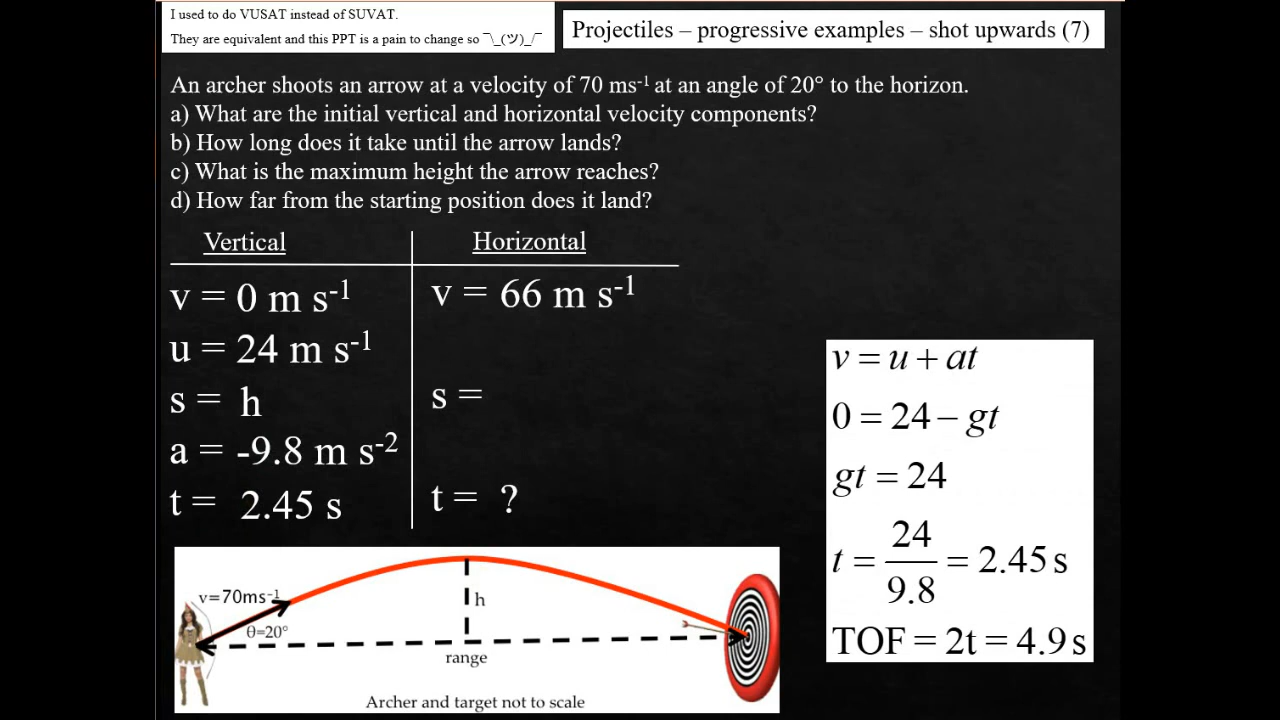 I used to do VUSAT instead of SUVAT.
They are equivalent and this PPT is a pain to change so ¯\_(ツ)_/¯
Projectiles – progressive examples – shot upwards (7)
An archer shoots an arrow at a velocity of 70 ms⁻¹ at an angle of 20° to the horizon.
a) What are the initial vertical and horizontal velocity components?
b) How long does it take until the arrow lands?
c) What is the maximum height the arrow reaches?
d) How far from the starting position does it land?
Vertical
v = 0 m s⁻¹
u = 24 m s⁻¹
s = h
a = -9.8 m s⁻²
t = 2.45 s
Horizontal
v = 66 m s⁻¹
s =
t = ?
v = u + at
0 = 24 – gt
gt = 24
t = 24/9.8 = 2.45 s
TOF = 2t = 4.9 s
v=70ms⁻¹
θ=20°
h
range
Archer and target not to scale